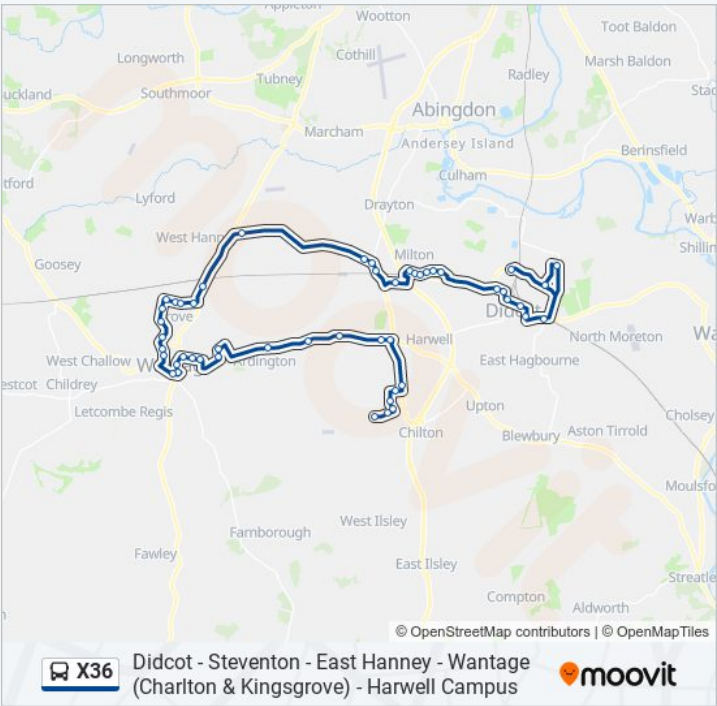 Appleton
Wootton
Toot Baldon
Longworth
Cothill
Marsh Baldon
Tubney
Radley
uckland
Southmoor
Stad
Abingdon
Marcham
Andersey Island
Berinsfield
Culham
tford
Lyford
Drayton
Warb
West Hann
Shillin
Milton
Goosey
Didcot
rove
North Moreton
Wa
Harwell
West Challow
W
Ardington
East Hagbourne
estcot
Childrey
Letcombe Regis
Upton
Cholsey
Chilton
Blewbury
Aston Tirrold
Moulsfo
West Ilsley
Farnborough
Fawley
East Ilsley
Compton
Streatle
Aldworth
moovit
© OpenStreetMap contributors | © OpenMapTiles
X36
Didcot - Steventon - East Hanney - Wantage
(Charlton & Kingsgrove) - Harwell Campus
moovit